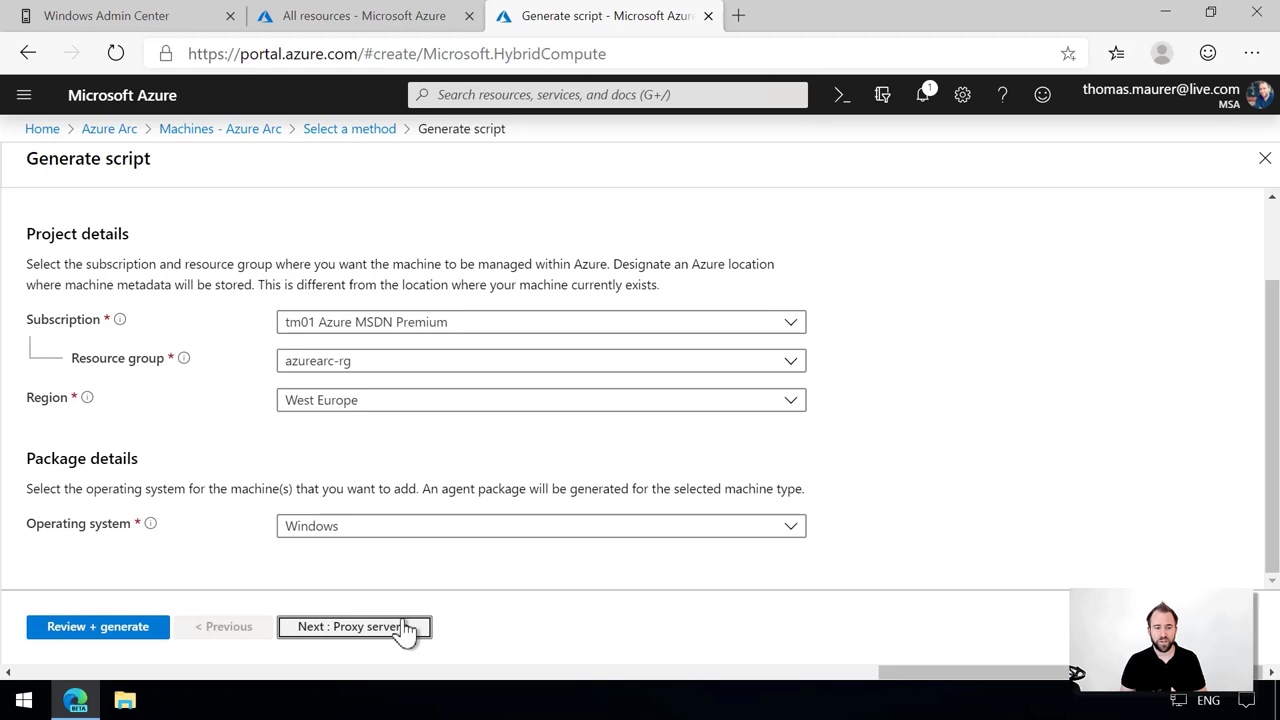 Windows Admin Center
All resources - Microsoft Azure
Generate script - Microsoft Azur
https://portal.azure.com/#create/Microsoft.HybridCompute
Microsoft Azure
Search resources, services, and docs (G+/)
1
thomas.maurer@live.com
MSA
Home > Azure Arc > Machines - Azure Arc > Select a method > Generate script
Generate script
Project details
Select the subscription and resource group where you want the machine to be managed within Azure. Designate an Azure location
where machine metadata will be stored. This is different from the location where your machine currently exists.
Subscription *
tm01 Azure MSDN Premium
Resource group *
azurearc-rg
Region *
West Europe
Package details
Select the operating system for the machine(s) that you want to add. An agent package will be generated for the selected machine type.
Operating system *
Windows
Review + generate
< Previous
Next : Proxy server
BETA
ENG